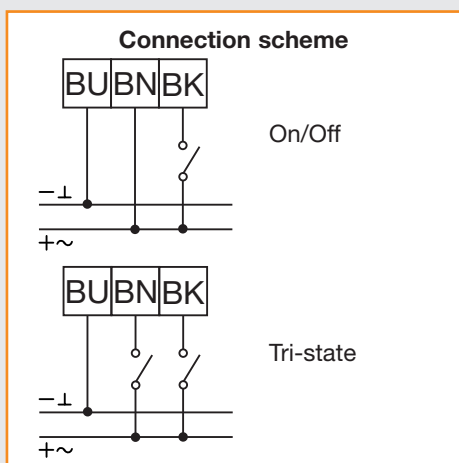 Connection scheme
BU BN BK
On/Off
− ⊥
+ ~
BU BN BK
Tri-state
− ⊥
+ ~